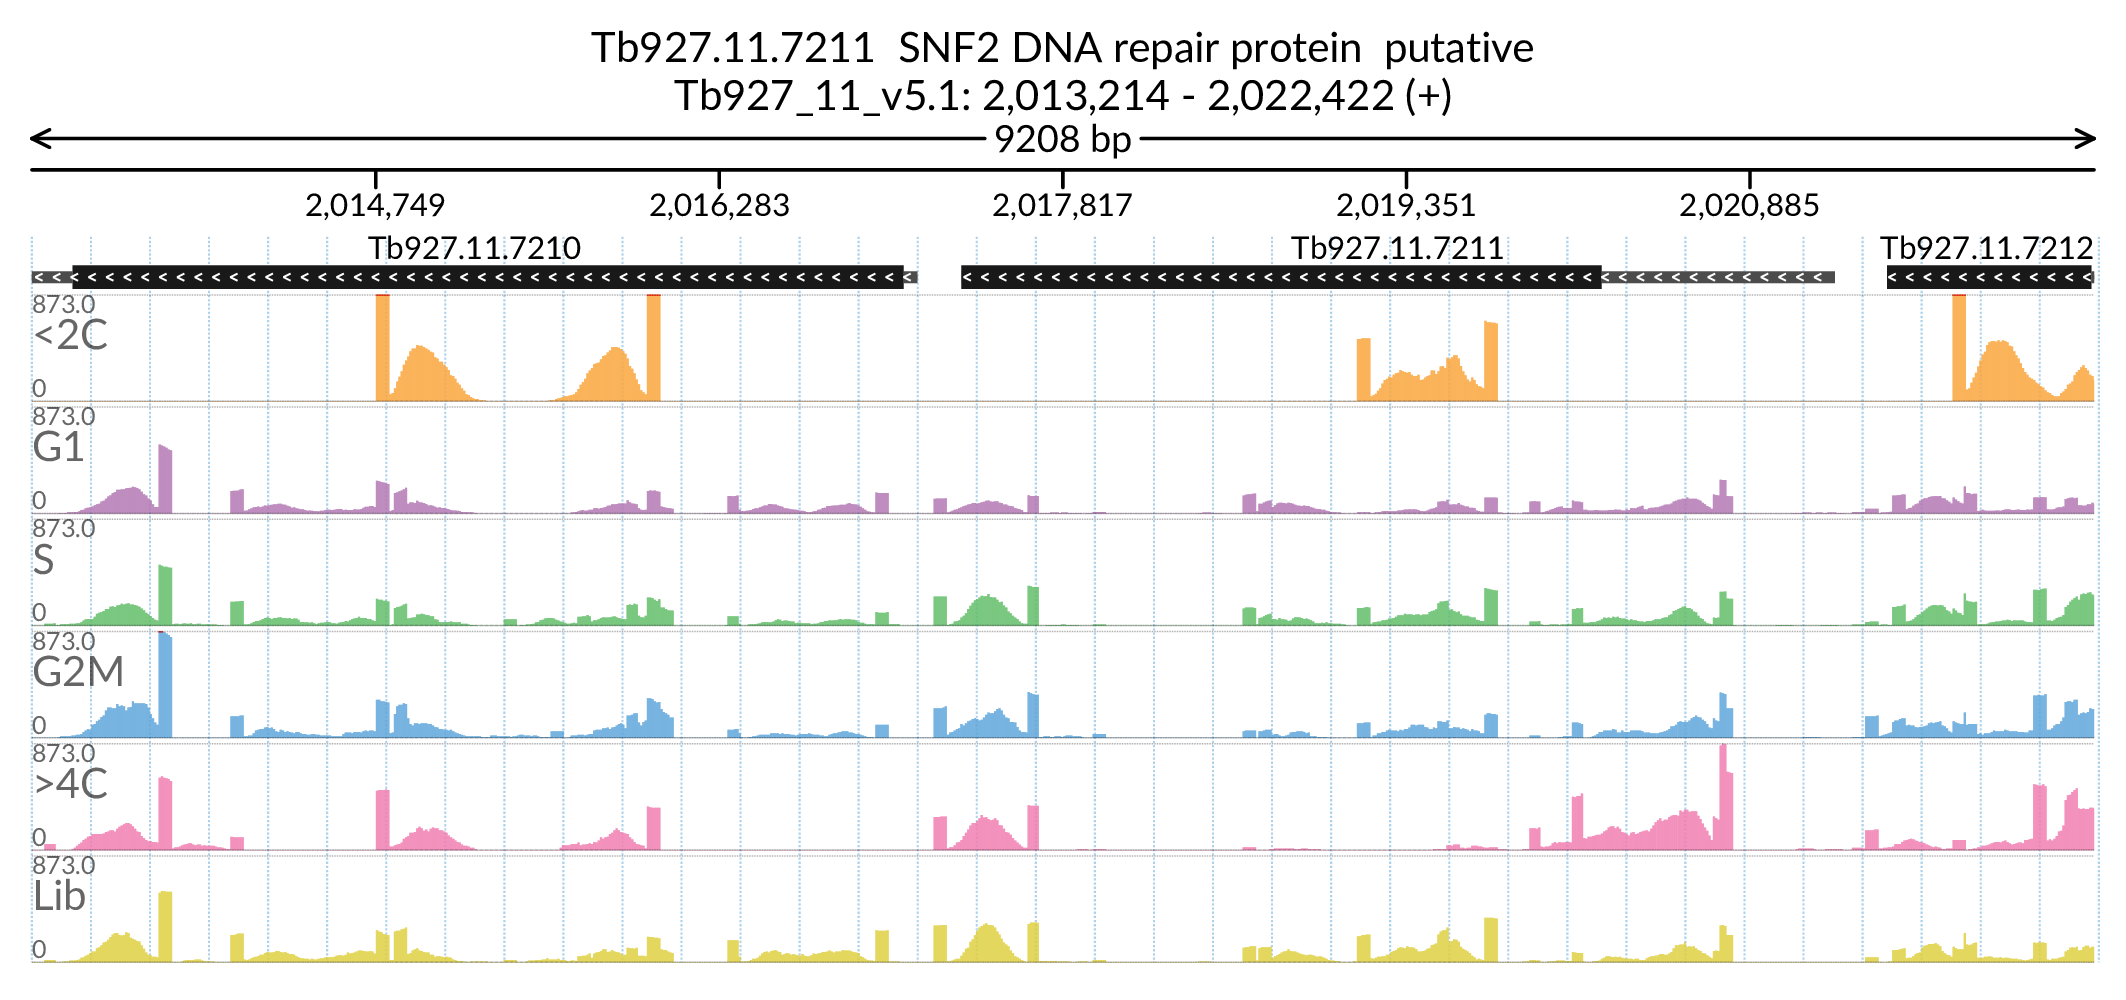 Tb927.11.7211  SNF2 DNA repair protein  putative
Tb927_11_v5.1: 2,013,214 - 2,022,422 (+)
9208 bp
2,014,749 2,016,283 2,017,817 2,019,351 2,020,885
Tb927.11.7210 Tb927.11.7211 Tb927.11.7212
873.0
<2C
0
873.0
G1
0
873.0
S
0
873.0
G2M
0
873.0
>4C
0
873.0
Lib
0